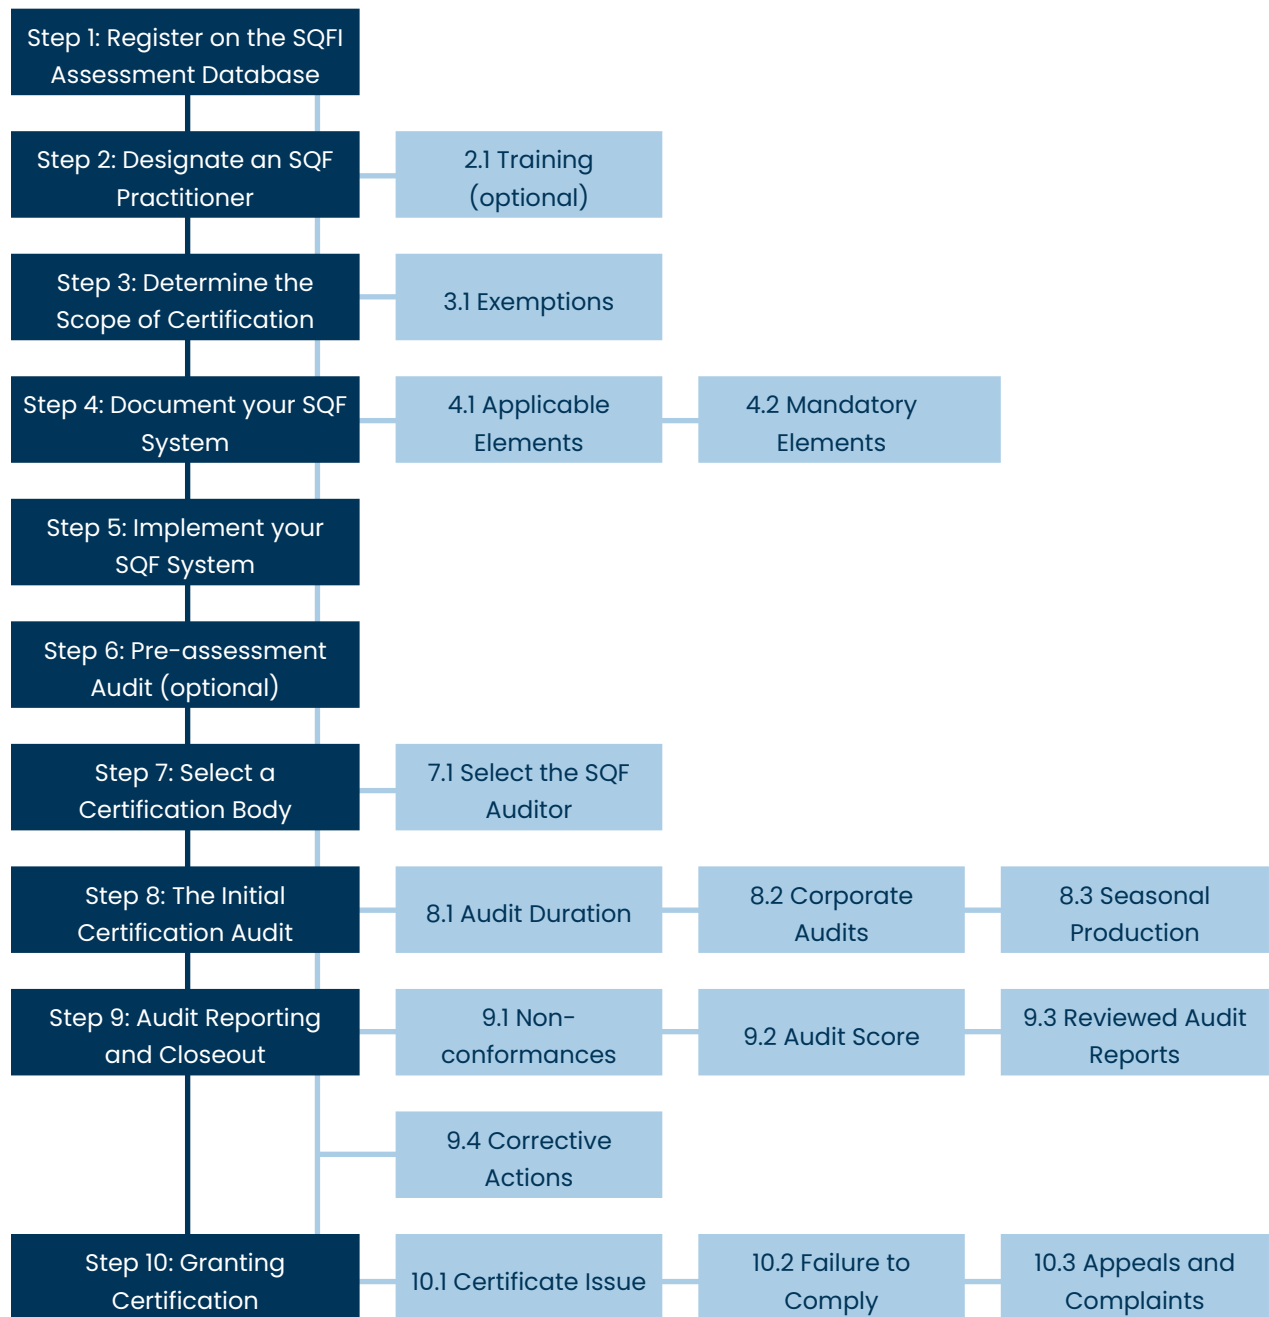 Step 1: Register on the SQFI
Assessment Database
Step 2: Designate an SQF
Practitioner
2.1 Training
(optional)
Step 3: Determine the
Scope of Certification
3.1 Exemptions
Step 4: Document your SQF
System
4.1 Applicable
Elements
4.2 Mandatory
Elements
Step 5: Implement your
SQF System
Step 6: Pre-assessment
Audit (optional)
Step 7: Select a
Certification Body
7.1 Select the SQF
Auditor
Step 8: The Initial
Certification Audit
8.1 Audit Duration
8.2 Corporate
Audits
8.3 Seasonal
Production
Step 9: Audit Reporting
and Closeout
9.1 Non-
conformances
9.2 Audit Score
9.3 Reviewed Audit
Reports
9.4 Corrective
Actions
Step 10: Granting
Certification
10.1 Certificate Issue
10.2 Failure to
Comply
10.3 Appeals and
Complaints